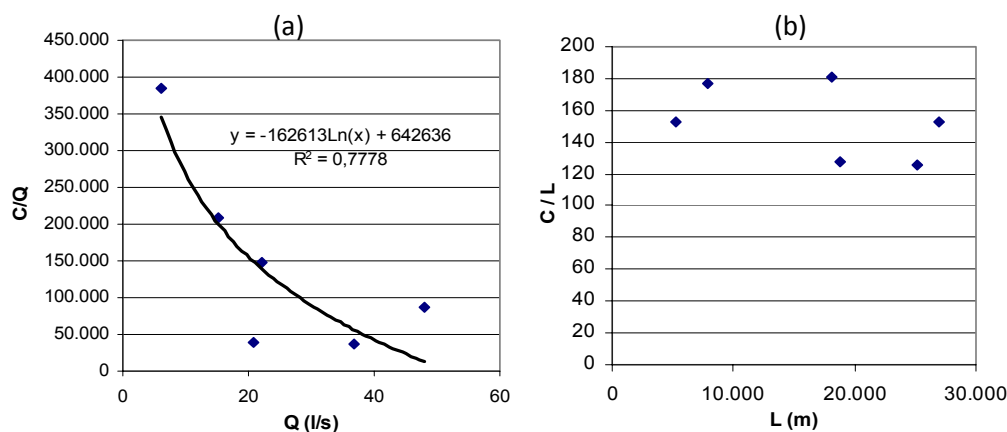 (a)
450.000
400.000
350.000
300.000
250.000
200.000
150.000
100.000
50.000
0
C/Q
y = -162613Ln(x) + 642636
R² = 0,7778
0 20 40 60
Q (l/s)
(b)
200
180
160
140
120
100
80
60
40
20
0
C / L
0 10.000 20.000 30.000
L (m)